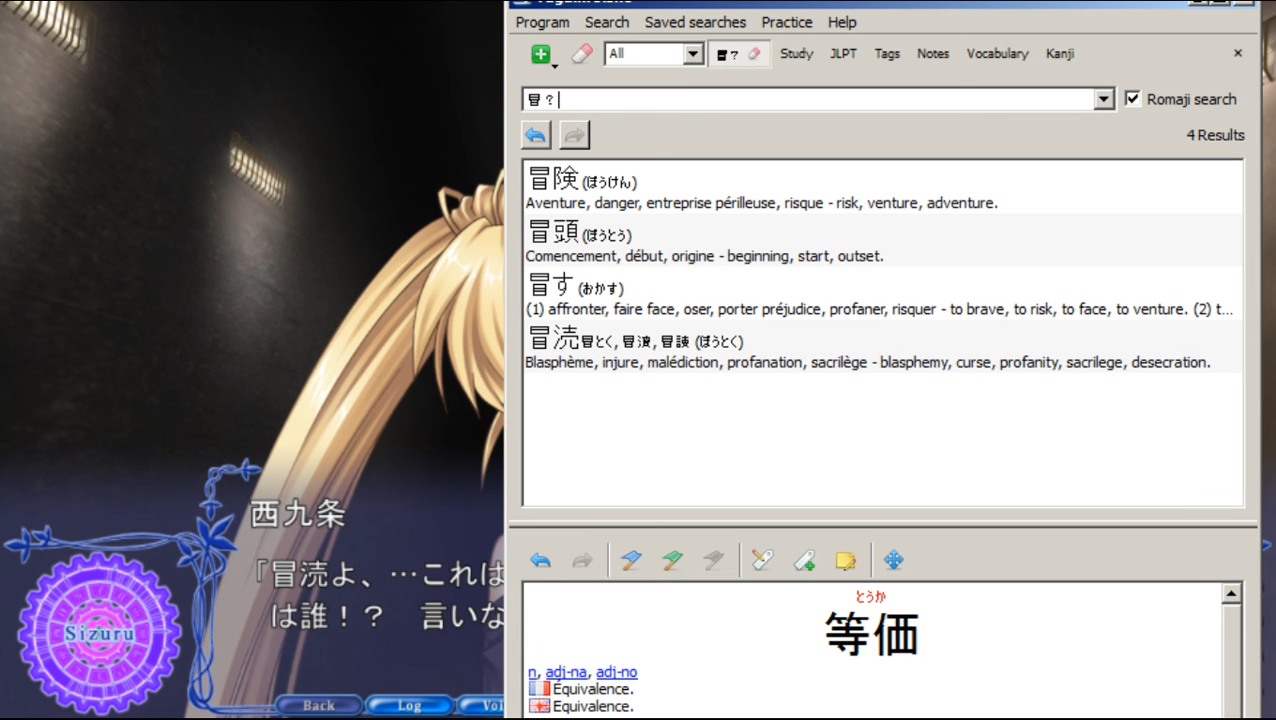 Program Search Saved searches Practice Help
All 冒? Study JLPT Tags Notes Vocabulary Kanji
冒? Romaji search
4 Results
冒険 (ぼうけん)
Aventure, danger, entreprise périlleuse, risque - risk, venture, adventure.
冒頭 (ぼうとう)
Comencement, début, origine - beginning, start, outset.
冒す (おかす)
(1) affronter, faire face, oser, porter préjudice, profaner, risquer - to brave, to risk, to face, to venture. (2) t...
冒涜 冒とく, 冒瀆, 冒讀 (ぼうとく)
Blasphème, injure, malédiction, profanation, sacrilège - blasphemy, curse, profanity, sacrilege, desecration.
とうか
等価
n, adj-na, adj-no
Équivalence.
Equivalence.
西九条
『冒涜よ、…これは
は誰！？ 言いな
Sizuru
Back Log Voi